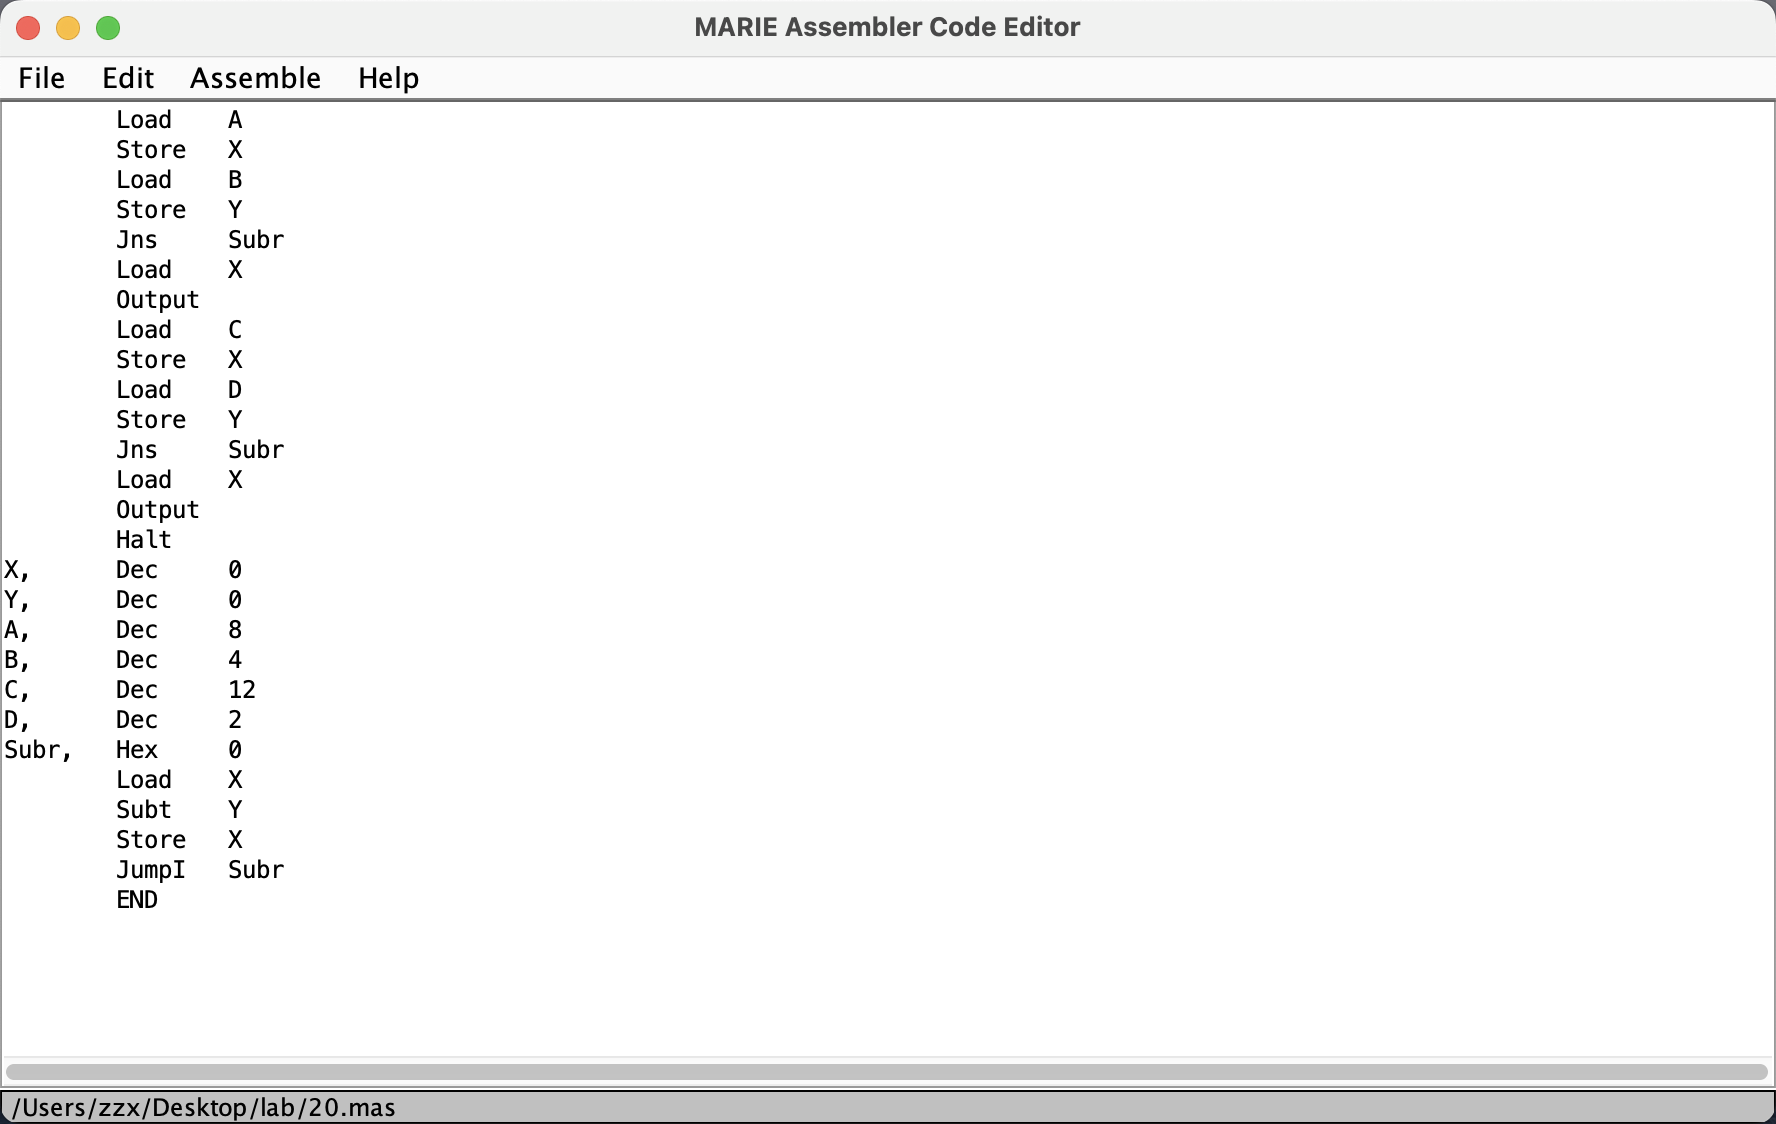 MARIE Assembler Code Editor
File Edit Assemble Help
Load A
Store X
Load B
Store Y
Jns Subr
Load X
Output
Load C
Store X
Load D
Store Y
Jns Subr
Load X
Output
Halt
X, Dec 0
Y, Dec 0
A, Dec 8
B, Dec 4
C, Dec 12
D, Dec 2
Subr, Hex 0
Load X
Subt Y
Store X
JumpI Subr
END
/Users/zzx/Desktop/lab/20.mas